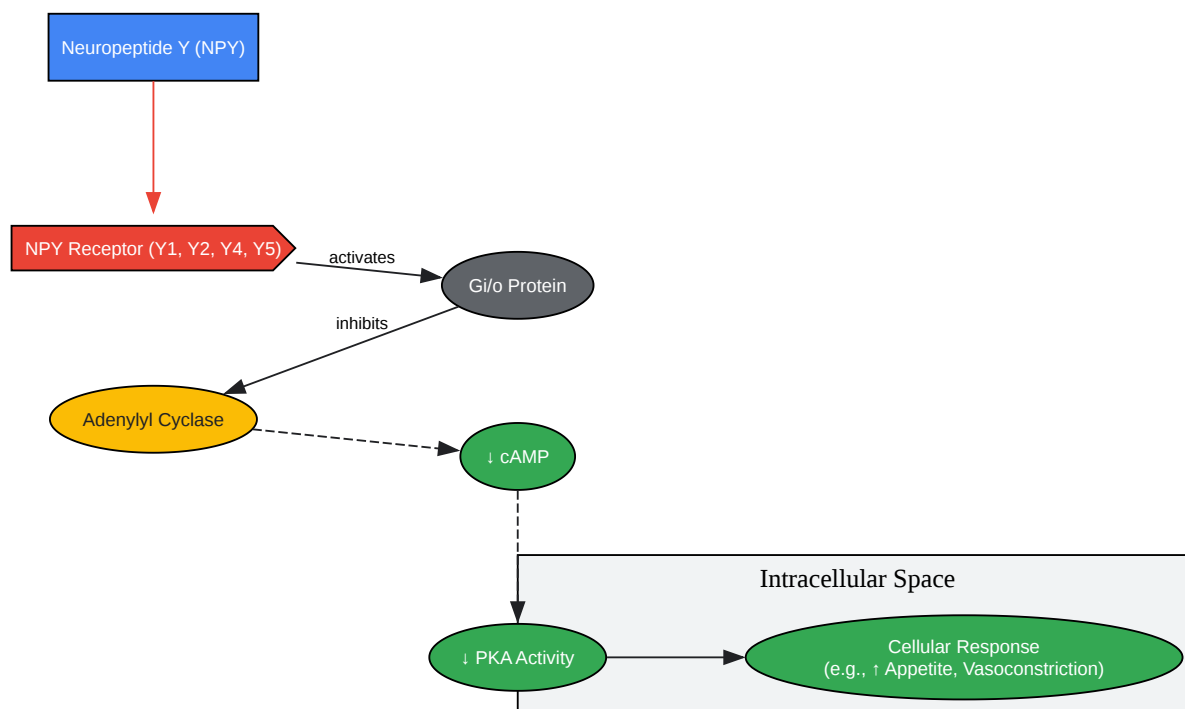 Neuropeptide Y (NPY)
NPY Receptor (Y1, Y2, Y4, Y5)
activates
Gi/o Protein
inhibits
Adenylyl Cyclase
↓ cAMP
Intracellular Space
↓ PKA Activity
Cellular Response
(e.g., ↑ Appetite, Vasoconstriction)